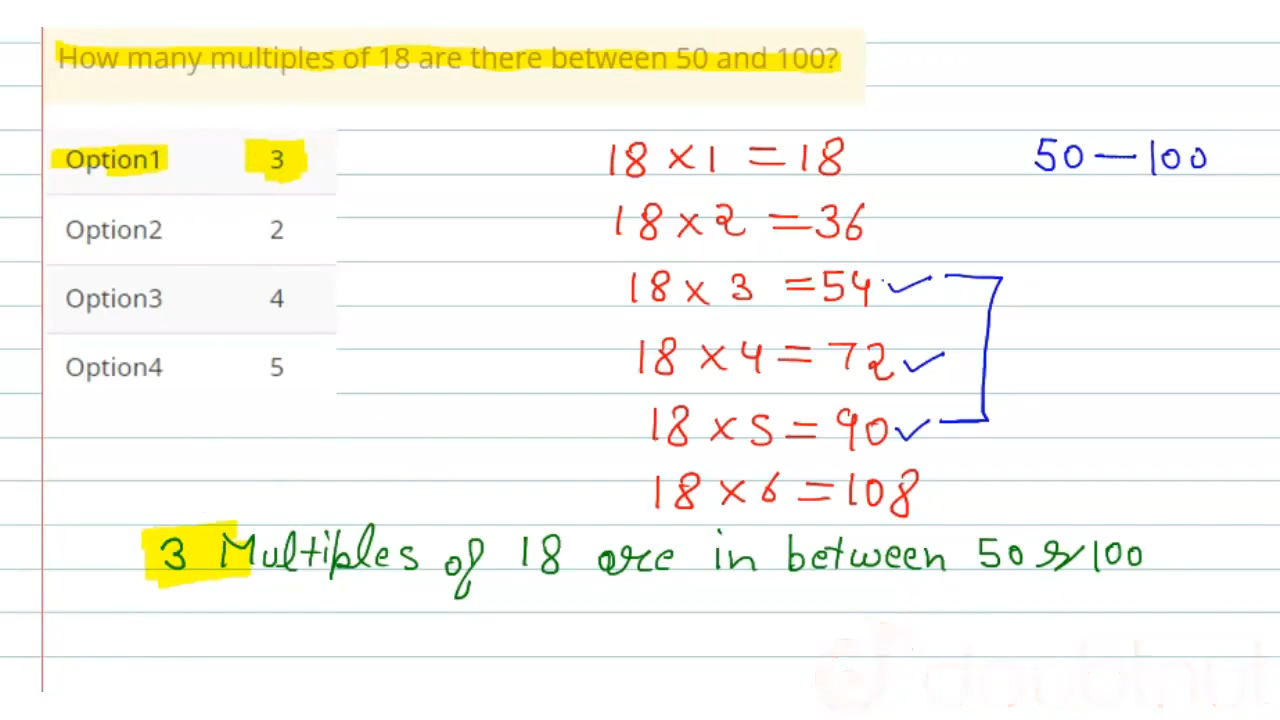 How many multiples of 18 are there between 50 and 100?
Option1 3
18 × 1 = 18
50 — 100
Option2 2
18 × 2 = 36
Option3 4
18 × 3 = 54 ✓
Option4 5
18 × 4 = 72 ✓
18 × 5 = 90 ✓
18 × 6 = 108
3 Multiples of 18 are in between 50 & 100
doubtnut